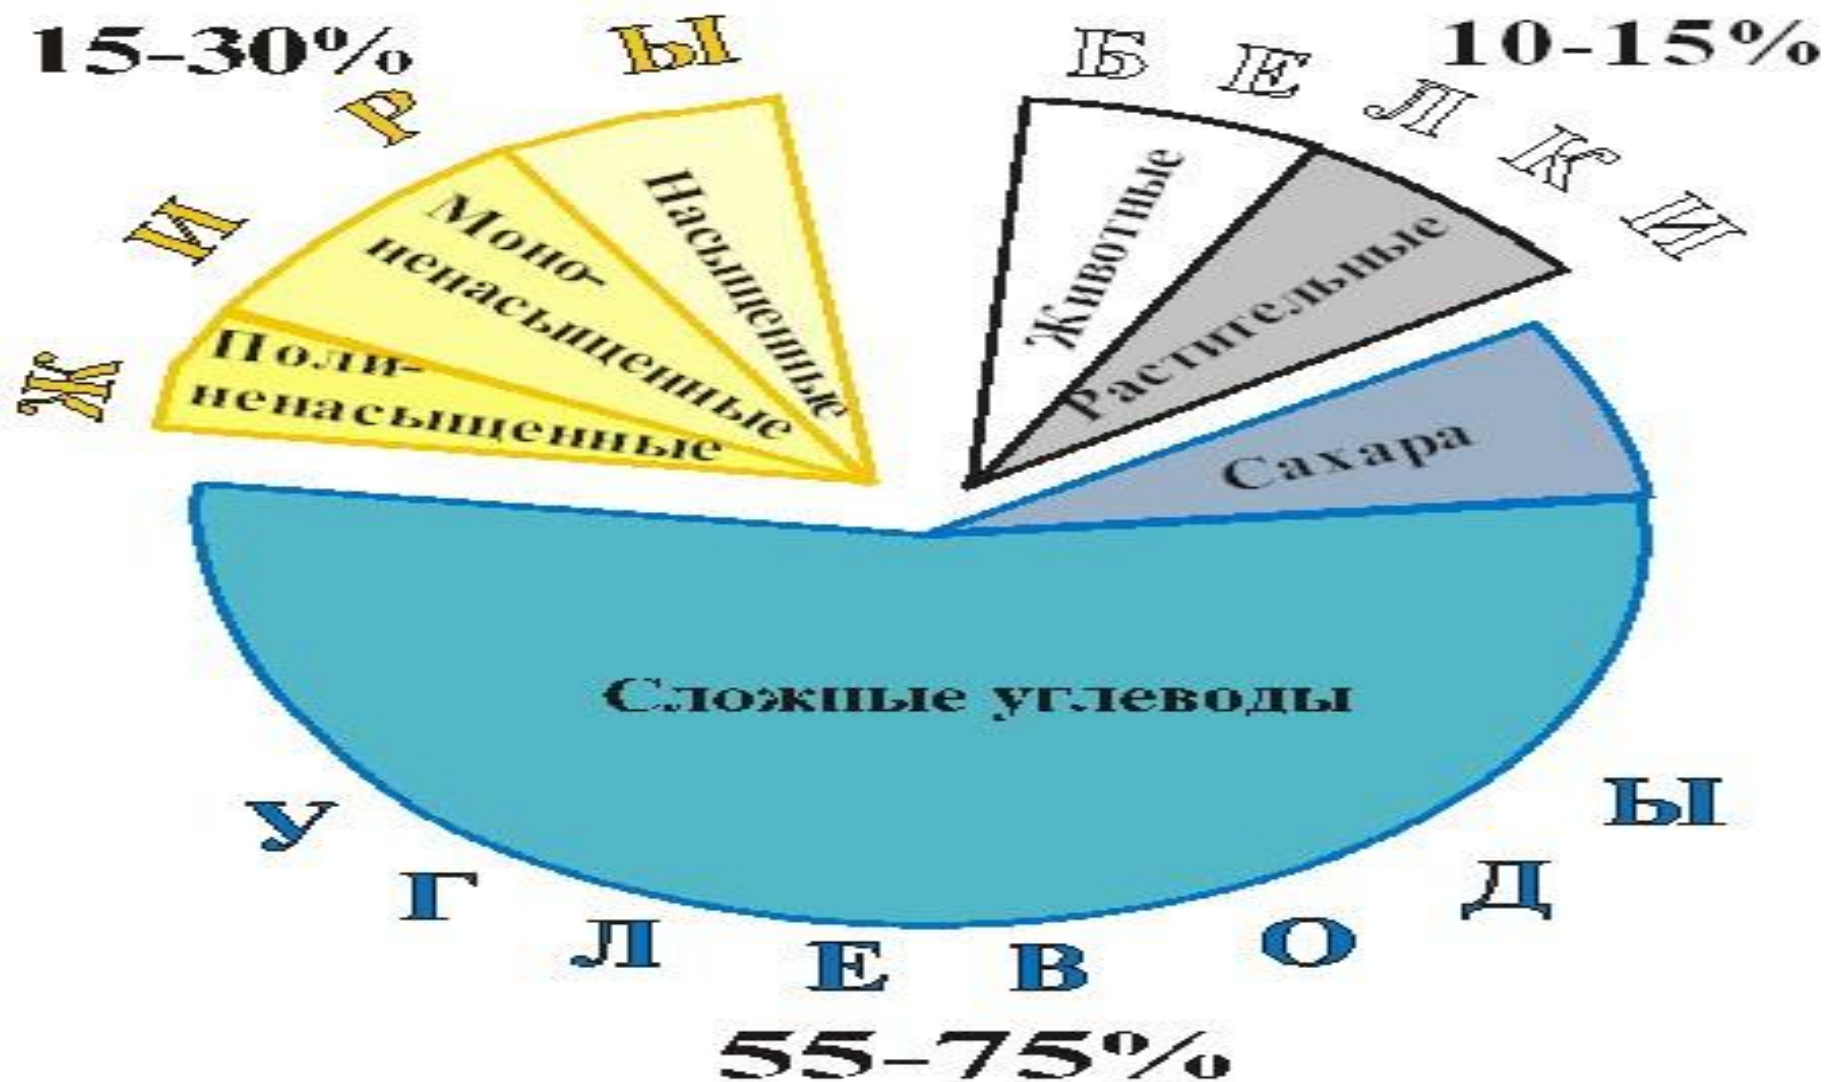 15-30%
ЖИРЫ
Насыщенные
Моно-
ненасыщенные
Поли-
ненасыщенные
БЕЛКИ
10-15%
Животные
Растительные
Сахара
Сложные углеводы
УГЛЕВОДЫ
55-75%